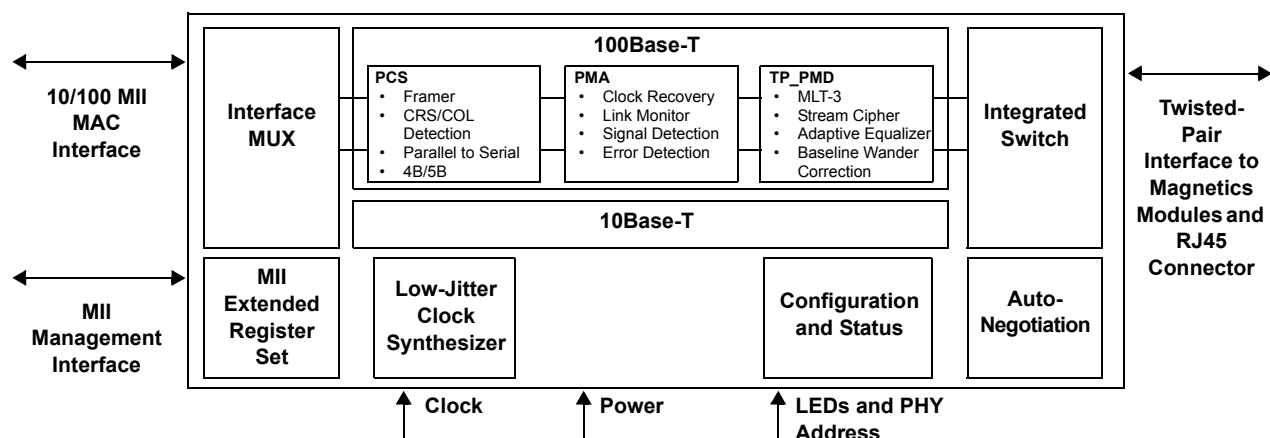 100Base-T
10/100 MII
MAC
Interface
Interface
MUX
PCS
• Framer
• CRS/COL
Detection
• Parallel to Serial
• 4B/5B
PMA
• Clock Recovery
• Link Monitor
• Signal Detection
• Error Detection
TP_PMD
• MLT-3
• Stream Cipher
• Adaptive Equalizer
• Baseline Wander
Correction
Integrated
Switch
Twisted-
Pair
Interface to
Magnetics
Modules and
RJ45
Connector
10Base-T
MII
Management
Interface
MII
Extended
Register
Set
Low-Jitter
Clock
Synthesizer
Configuration
and Status
Auto-
Negotiation
Clock
Power
LEDs and PHY
Address